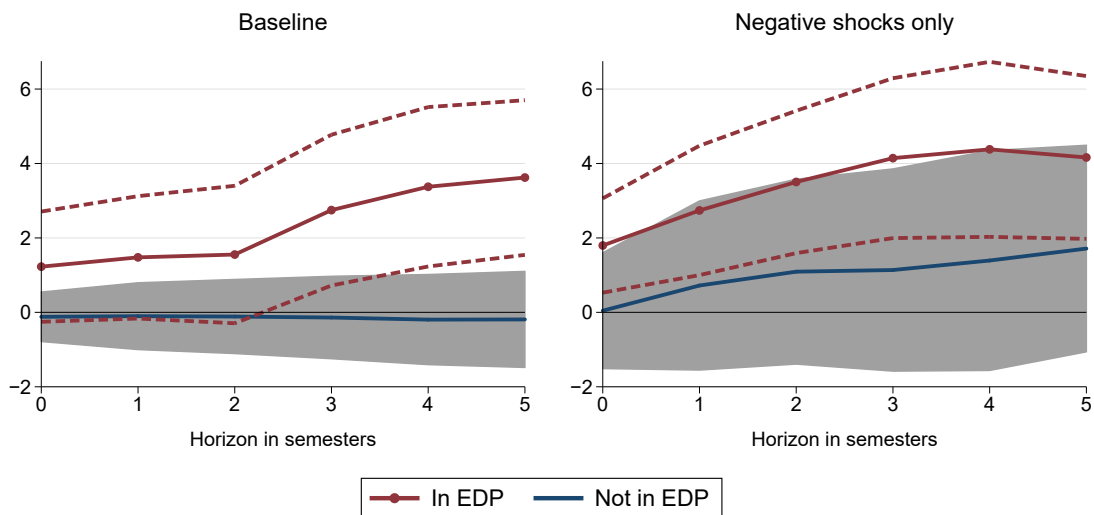 Baseline
6
4
2
0
−2
0 1 2 3 4 5
Horizon in semesters
Negative shocks only
6
4
2
0
−2
0 1 2 3 4 5
Horizon in semesters
In EDP Not in EDP